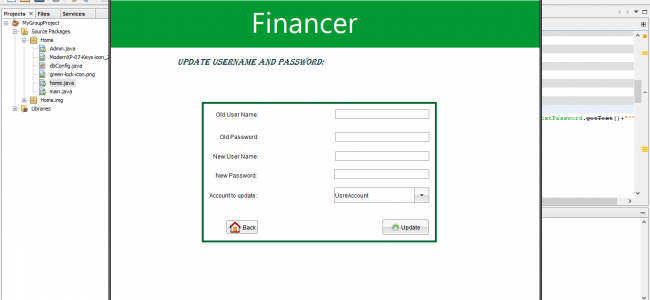 Projects × Files Services
MyGroupProject
Source Packages
Home
Admin.java
ModernXP-07-Keys-icon_2
dbConfig.java
green-lock-icon.png
home.java
main.java
Home.img
Libraries
Financer
UPDATE USERNAME AND PASSWORD:
Old User Name:
Old Password:
New User Name:
New Password:
Account to update: UsreAccount
Back Update
xtPassword.getText()+"'"